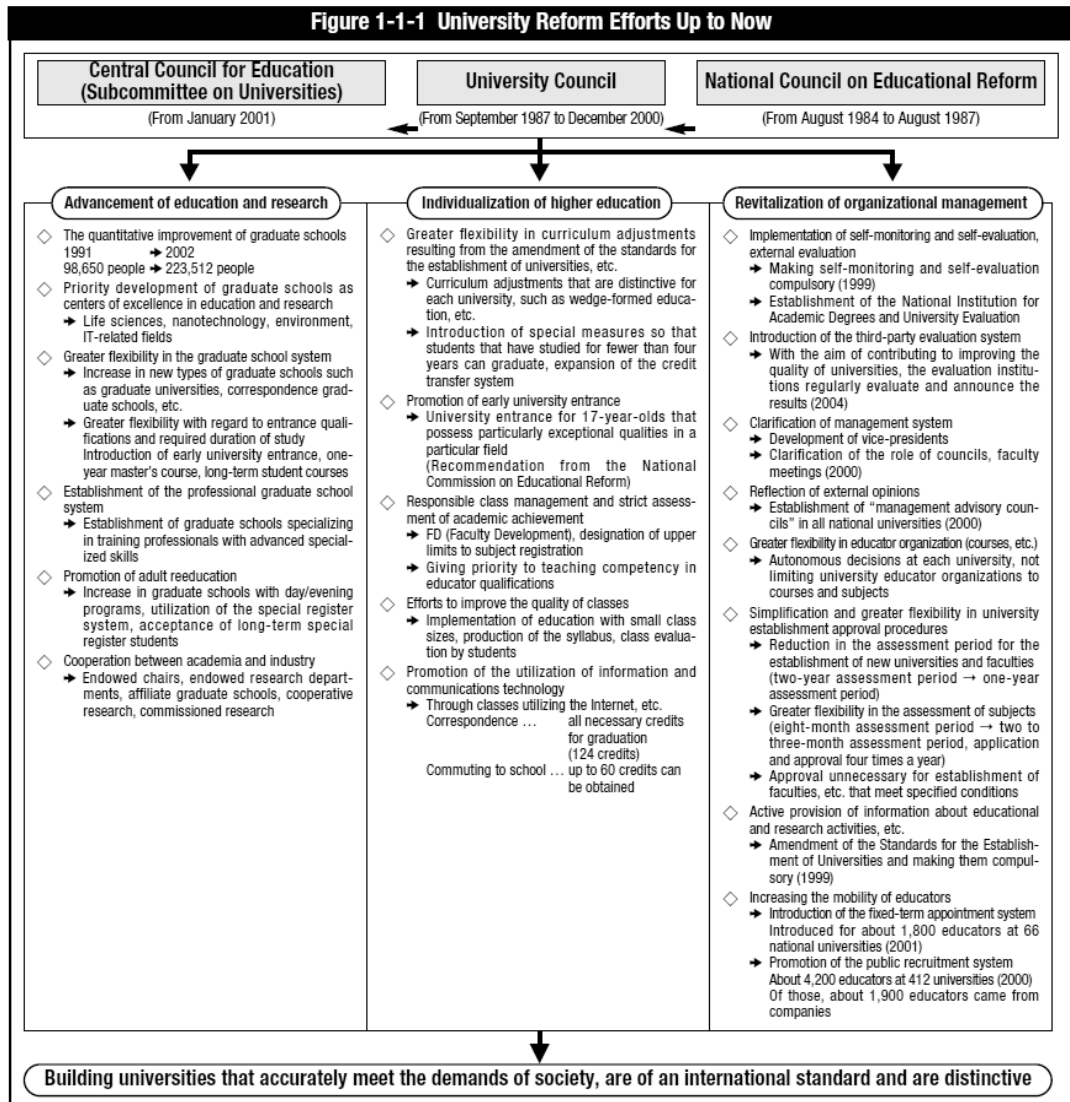 Figure 1-1-1 University Reform Efforts Up to Now
Central Council for Education
(Subcommittee on Universities)
(From January 2001)
University Council
(From September 1987 to December 2000)
National Council on Educational Reform
(From August 1984 to August 1987)
Advancement of education and research
◇ The quantitative improvement of graduate schools
1991 → 2002
98,650 people → 223,512 people
◇ Priority development of graduate schools as
centers of excellence in education and research
→ Life sciences, nanotechnology, environment,
IT-related fields
◇ Greater flexibility in the graduate school system
→ Increase in new types of graduate schools such
as graduate universities, correspondence grad-
uate schools, etc.
→ Greater flexibility with regard to entrance quali-
fications and required duration of study
Introduction of early university entrance, one-
year master's course, long-term student courses
◇ Establishment of the professional graduate school
system
→ Establishment of graduate schools specializing
in training professionals with advanced special-
ized skills
◇ Promotion of adult reeducation
→ Increase in graduate schools with day/evening
programs, utilization of the special register
system, acceptance of long-term special
register students
◇ Cooperation between academia and industry
→ Endowed chairs, endowed research depart-
ments, affiliate graduate schools, cooperative
research, commissioned research
Individualization of higher education
◇ Greater flexibility in curriculum adjustments
resulting from the amendment of the standards for
the establishment of universities, etc.
→ Curriculum adjustments that are distinctive for
each university, such as wedge-formed educa-
tion, etc.
→ Introduction of special measures so that
students that have studied for fewer than four
years can graduate, expansion of the credit
transfer system
◇ Promotion of early university entrance
→ University entrance for 17-year-olds that
possess particularly exceptional qualities in a
particular field
(Recommendation from the National
Commission on Educational Reform)
◇ Responsible class management and strict assess-
ment of academic achievement
→ FD (Faculty Development), designation of upper
limits to subject registration
→ Giving priority to teaching competency in
educator qualifications
◇ Efforts to improve the quality of classes
→ Implementation of education with small class
sizes, production of the syllabus, class evaluation
by students
◇ Promotion of the utilization of information and
communications technology
→ Through classes utilizing the Internet, etc.
Correspondence … all necessary credits
for graduation
(124 credits)
Commuting to school … up to 60 credits can
be obtained
Revitalization of organizational management
◇ Implementation of self-monitoring and self-evaluation,
external evaluation
→ Making self-monitoring and self-evaluation
compulsory (1999)
→ Establishment of the National Institution for
Academic Degrees and University Evaluation
◇ Introduction of the third-party evaluation system
→ With the aim of contributing to improving the
quality of universities, the evaluation institu-
tions regularly evaluate and announce the
results (2004)
◇ Clarification of management system
→ Development of vice-presidents
→ Clarification of the role of councils, faculty
meetings (2000)
◇ Reflection of external opinions
→ Establishment of “management advisory coun-
cils” in all national universities (2000)
◇ Greater flexibility in educator organization (courses, etc.)
→ Autonomous decisions at each university, not
limiting university educator organizations to
courses and subjects
◇ Simplification and greater flexibility in university
establishment approval procedures
→ Reduction in the assessment period for the
establishment of new universities and faculties
(two-year assessment period → one-year
assessment period)
→ Greater flexibility in the assessment of subjects
(eight-month assessment period → two to
three-month assessment period, application
and approval four times a year)
→ Approval unnecessary for establishment of
faculties, etc. that meet specified conditions
◇ Active provision of information about educational
and research activities, etc.
→ Amendment of the Standards for the Establish-
ment of Universities and making them compul-
sory (1999)
◇ Increasing the mobility of educators
→ Introduction of the fixed-term appointment system
Introduced for about 1,800 educators at 66
national universities (2001)
→ Promotion of the public recruitment system
About 4,200 educators at 412 universities (2000)
Of those, about 1,900 educators came from
companies
Building universities that accurately meet the demands of society, are of an international standard and are distinctive